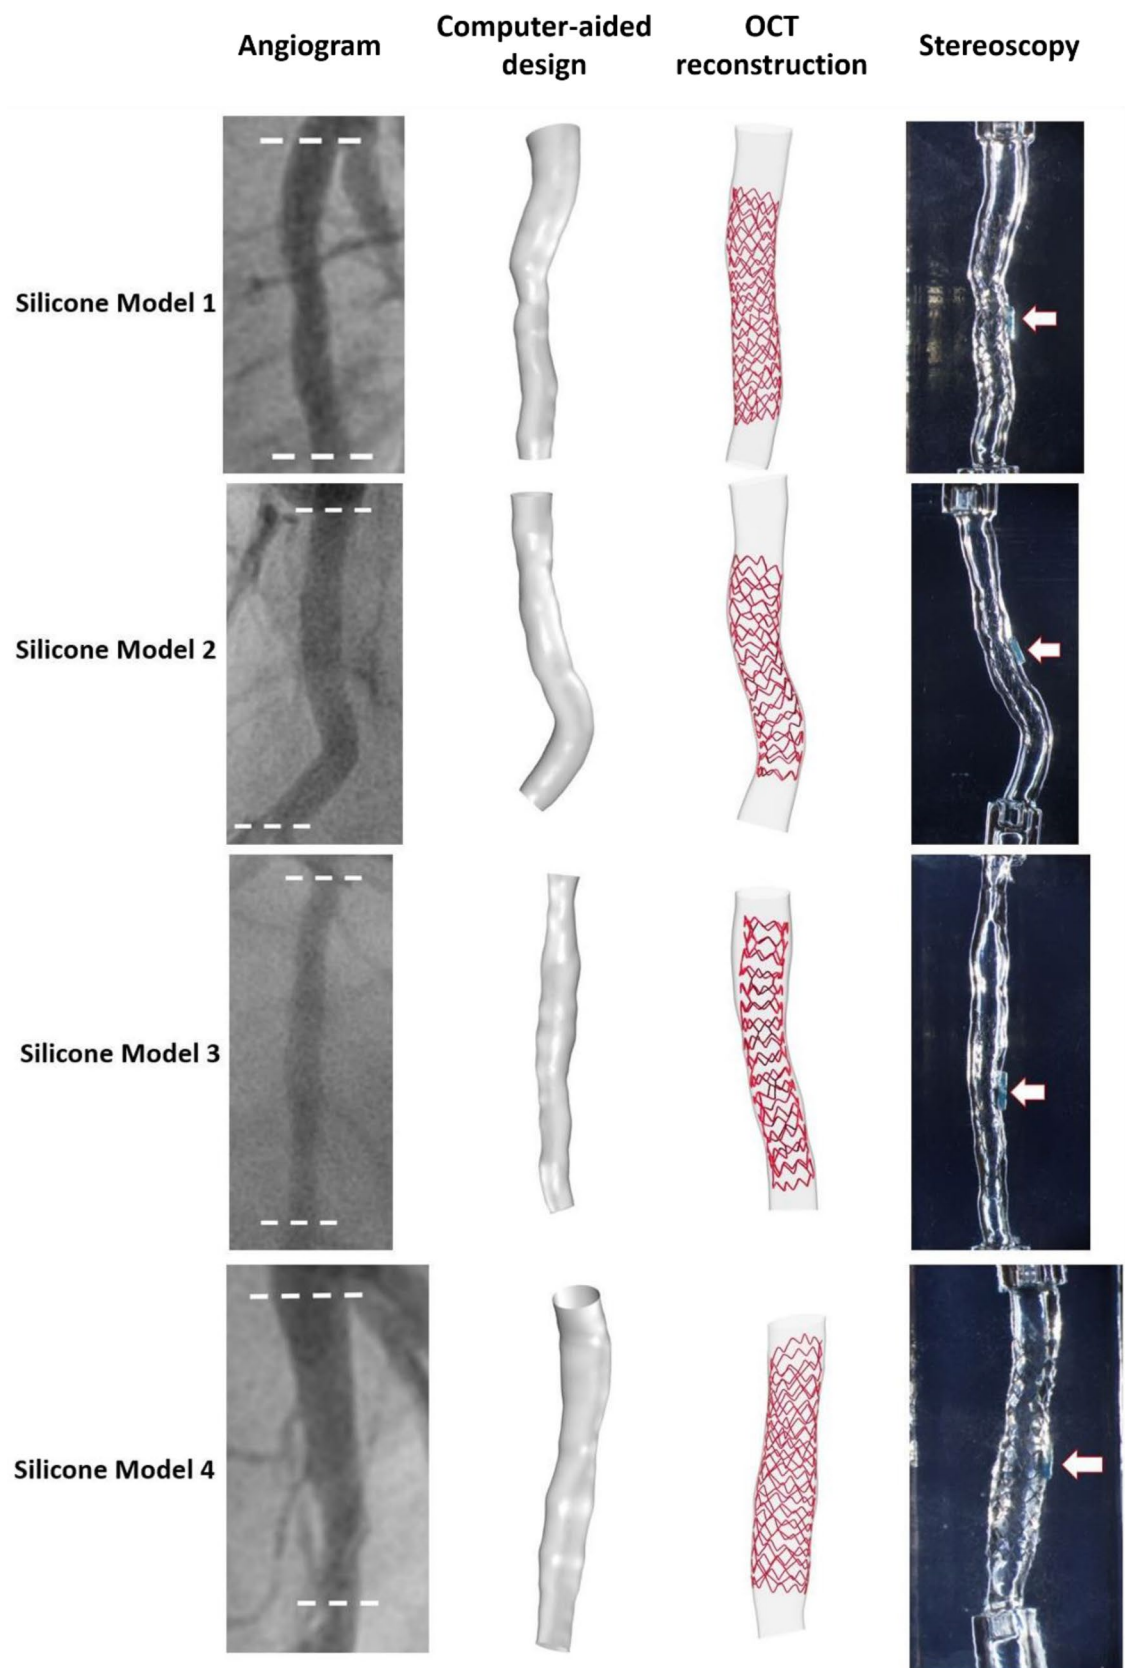 Angiogram
Computer-aided
design
OCT
reconstruction
Stereoscopy
Silicone Model 1
Silicone Model 2
Silicone Model 3
Silicone Model 4